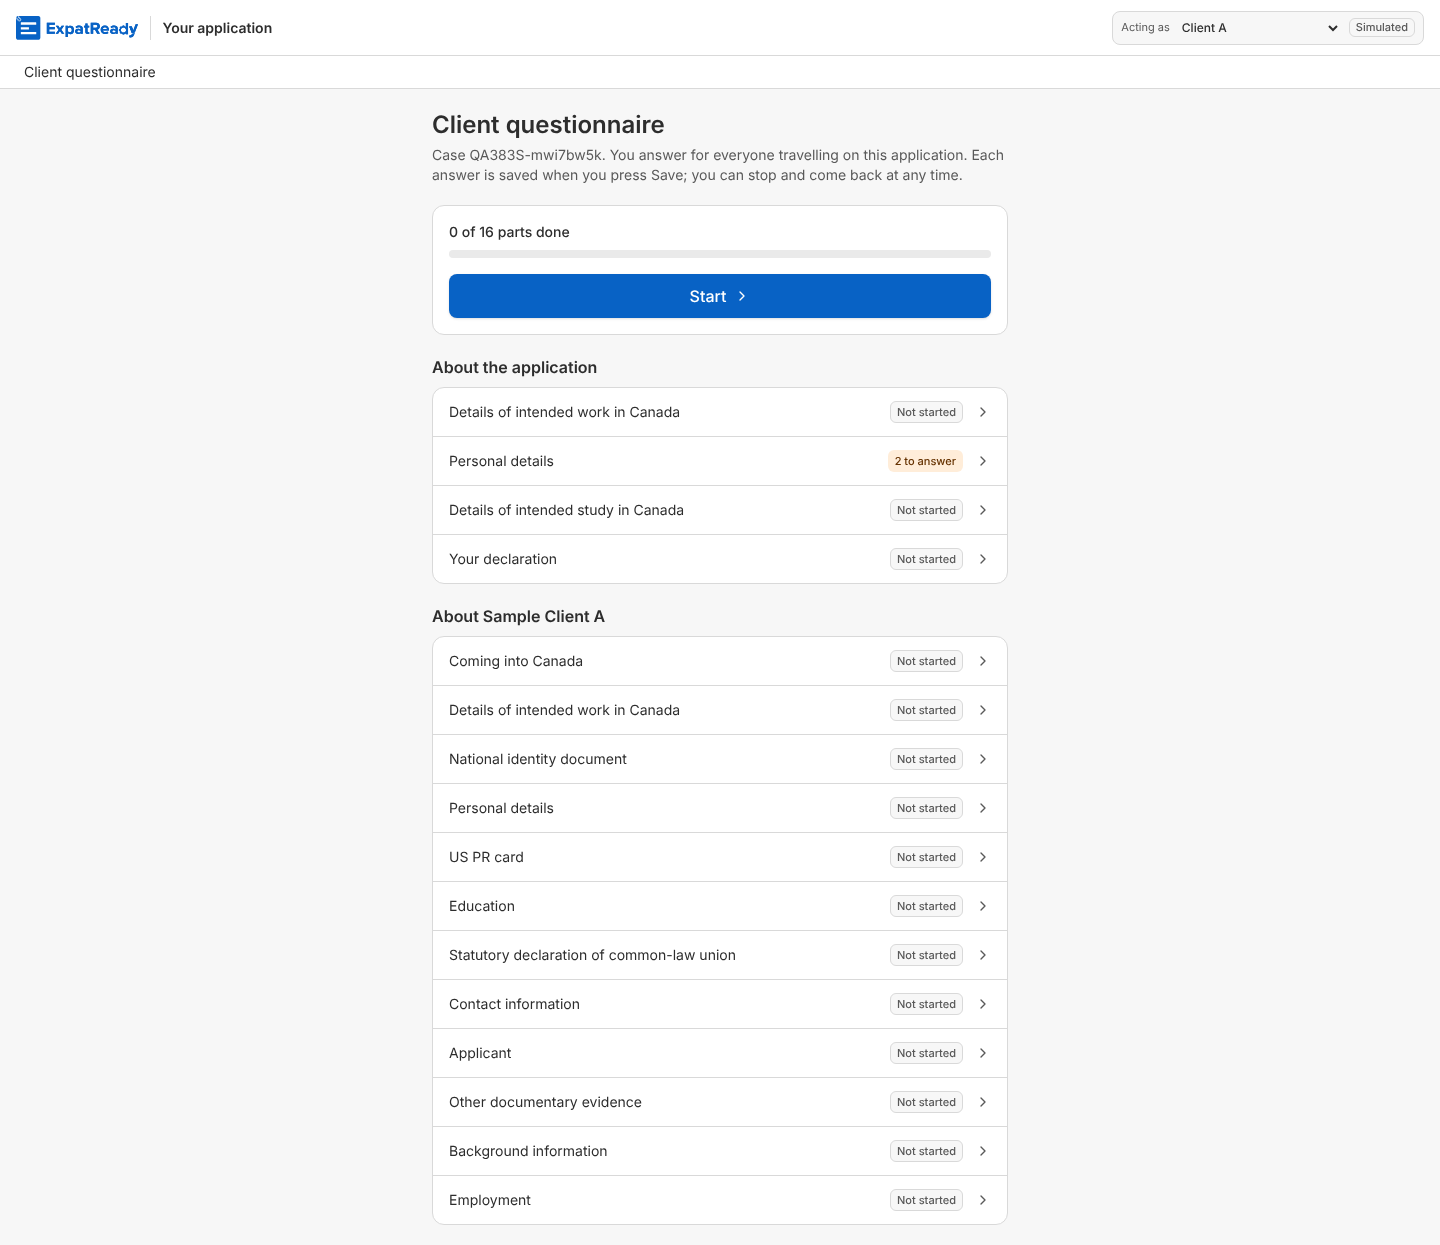 ExpatReady
Your application
Acting as Client A Simulated
Client questionnaire
Client questionnaire
Case QA383S-mwi7bw5k. You answer for everyone travelling on this application. Each
answer is saved when you press Save; you can stop and come back at any time.
0 of 16 parts done
Start
About the application
Details of intended work in Canada Not started
Personal details 2 to answer
Details of intended study in Canada Not started
Your declaration Not started
About Sample Client A
Coming into Canada Not started
Details of intended work in Canada Not started
National identity document Not started
Personal details Not started
US PR card Not started
Education Not started
Statutory declaration of common-law union Not started
Contact information Not started
Applicant Not started
Other documentary evidence Not started
Background information Not started
Employment Not started